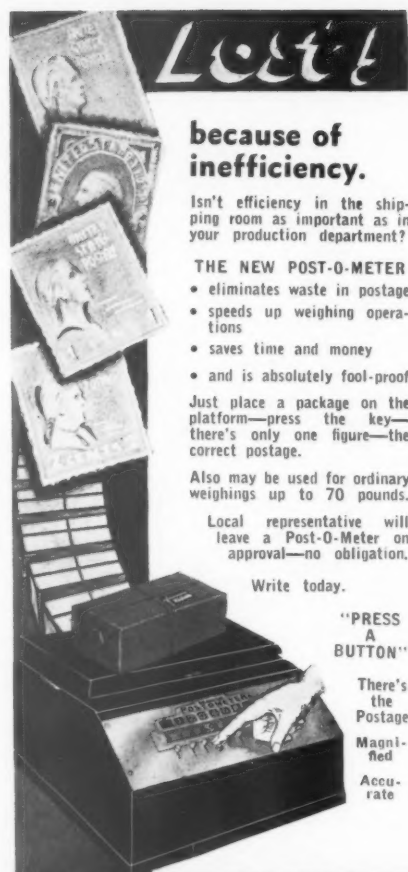 Lost!
because of
inefficiency.
Isn't efficiency in the ship-
ping room as important as in
your production department?
THE NEW POST-O-METER
• eliminates waste in postage
• speeds up weighing opera-
tions
• saves time and money
• and is absolutely fool-proof
Just place a package on the
platform—press the key—
there's only one figure—the
correct postage.
Also may be used for ordinary
weighings up to 70 pounds.
Local representative will
leave a Post-O-Meter on
approval—no obligation.
Write today.
"PRESS
A
BUTTON"
There's
the
Postage
Magni-
fied
Accu-
rate
POSTOMETER